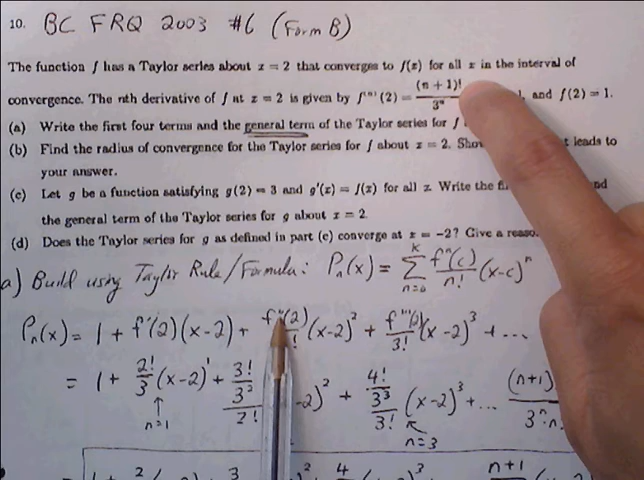 10. BC FRQ 2003 #6 (Form B)
The function f has a Taylor series about x = 2 that converges to f(x) for all x in the interval of
convergence. The nth derivative of f at x = 2 is given by f⁽ⁿ⁾(2) = (n + 1)!/3ⁿ and f(2) = 1.
(a) Write the first four terms and the general term of the Taylor series for f
(b) Find the radius of convergence for the Taylor series for f about x = 2. t leads to
your answer.
(c) Let g be a function satisfying g(2) = 3 and g'(x) = f(x) for all x. Write the
the general term of the Taylor series for g about x = 2
(d) Does the Taylor series for g as defined in part (c) converge at x = -2? Give a
a) Build using Taylor Rule/Formula: Pₙ(x) = Σ K n=0 fⁿ(c)/n! (x-c)ⁿ
Pₙ(x) = 1 + f'(2)(x-2) + f''(2)/! (x-2)² + f'''(2)/3! (x-2)³ + ...
= 1 + 2!/3 (x-2)¹ + 3!/3²/2! -2)² + 4!/3³/3! (x-2)³ + ... (n+1)/3ⁿ·n.
n=1 n=3
2 3 )² 4 )³ n+1